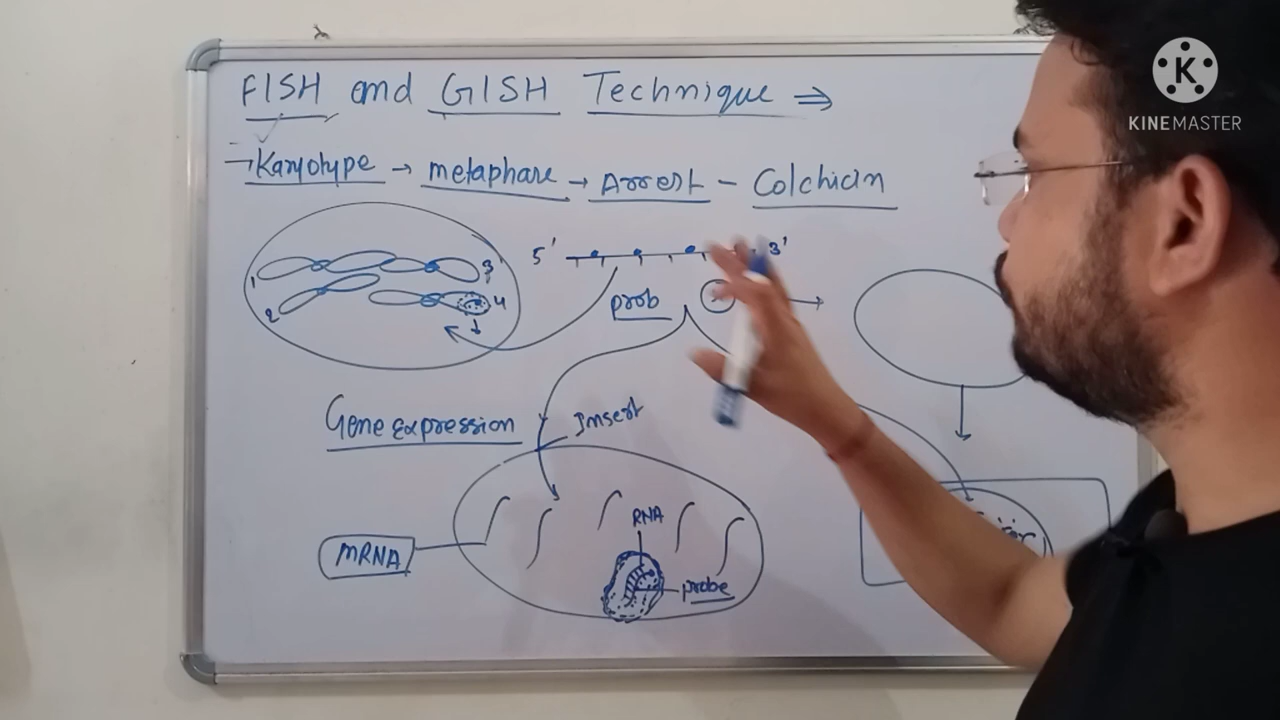 FISH and GISH Technique ⇒
→ Karyotype → metaphase → Arrest - Colchicin
5' 3'
1 2 3 4
prob
Gene expression
Insert
RNA
mRNA
probe
K
KINEMASTER